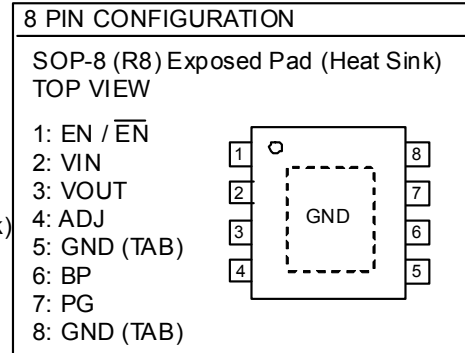 8 PIN CONFIGURATION
SOP-8 (R8) Exposed Pad (Heat Sink)
TOP VIEW
1: EN / E̅N̅
2: VIN
3: VOUT
4: ADJ
5: GND (TAB)
6: BP
7: PG
8: GND (TAB)
1
2
3
4
GND
8
7
6
5